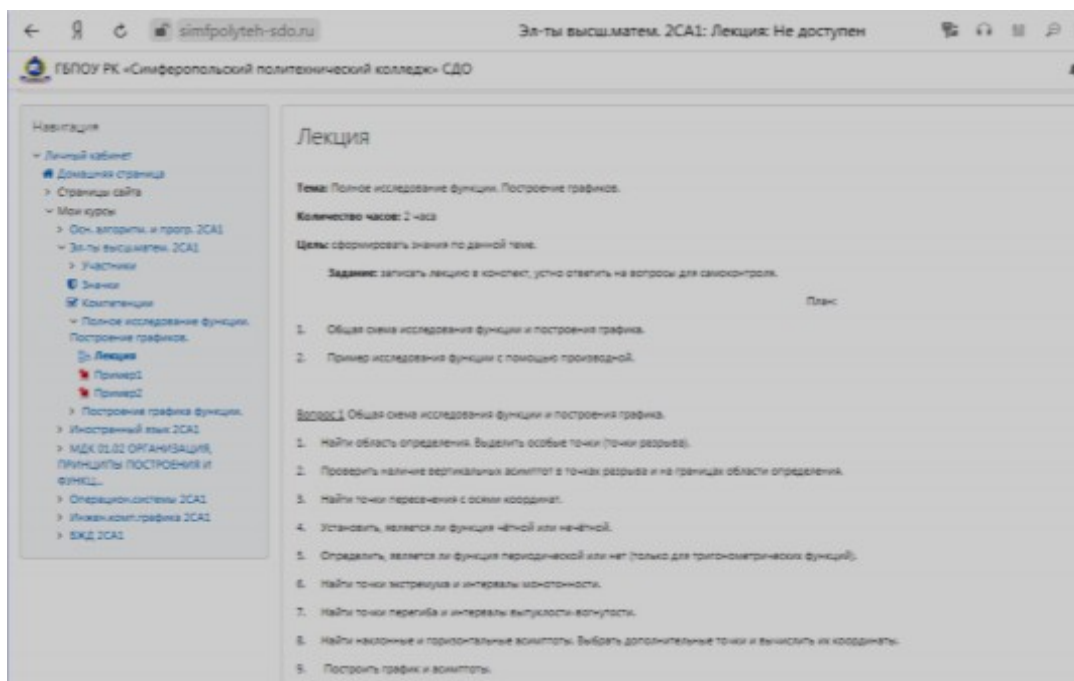 simfpolyteh-sdo.ru
Эл-ты высш.матем. 2СА1: Лекция: Не доступен
ГБПОУ РК «Симферопольский политехнический колледж» СДО
Навигация
Личный кабинет
Домашняя страница
Страницы сайта
Мои курсы
Осн. алгоритм. и прогр. 2СА1
Эл-ты высш.матем. 2СА1
Участники
Значки
Компетенции
Полное исследование функции.
Построение графиков.
Лекция
Пример1
Пример2
Построение графика функции.
Иностранный язык 2СА1
МДК 01.02 ОРГАНИЗАЦИЯ,
ПРИНЦИПЫ ПОСТРОЕНИЯ И
ФУНКЦ...
Операцион.системы 2СА1
Инжен.комп.графика 2СА1
БЖД 2СА1
Лекция
Тема: Полное исследование функции. Построение графиков.
Количество часов: 2 часа
Цель: сформировать знания по данной теме.
Задание: записать лекцию в конспект, устно ответить на вопросы для самоконтроля.
План:
1. Общая схема исследования функции и построения графика.
2. Пример исследования функции с помощью производной.
Вопрос 1 Общая схема исследования функции и построения графика.
1. Найти область определения. Выделить особые точки (точки разрыва).
2. Проверить наличие вертикальных асимптот в точках разрыва и на границах области определения.
3. Найти точки пересечения с осями координат.
4. Установить, является ли функция чётной или нечётной.
5. Определить, является ли функция периодической или нет (только для тригонометрических функций).
6. Найти точки экстремума и интервалы монотонности.
7. Найти точки перегиба и интервалы выпуклости-вогнутости.
8. Найти наклонные и горизонтальные асимптоты. Выбрать дополнительные точки и вычислить их координаты.
9. Построить график и асимптоты.